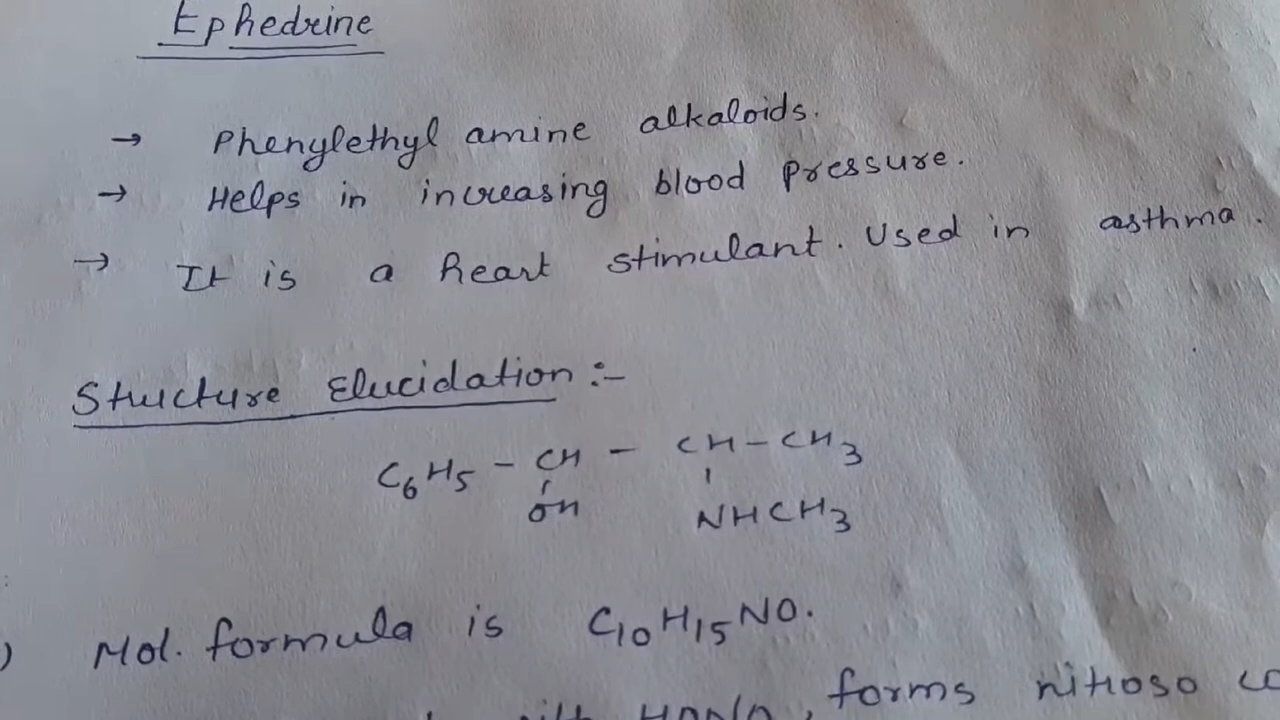 Ephedrine
→ Phenylethyl amine alkaloids.
→ Helps in increasing blood pressure.
→ It is a heart stimulant. Used in asthma.
Structure Elucidation :-
C6H5 - CH - CH - CH3
OH NHCH3
) Mol. formula is C10H15NO.
forms nitroso